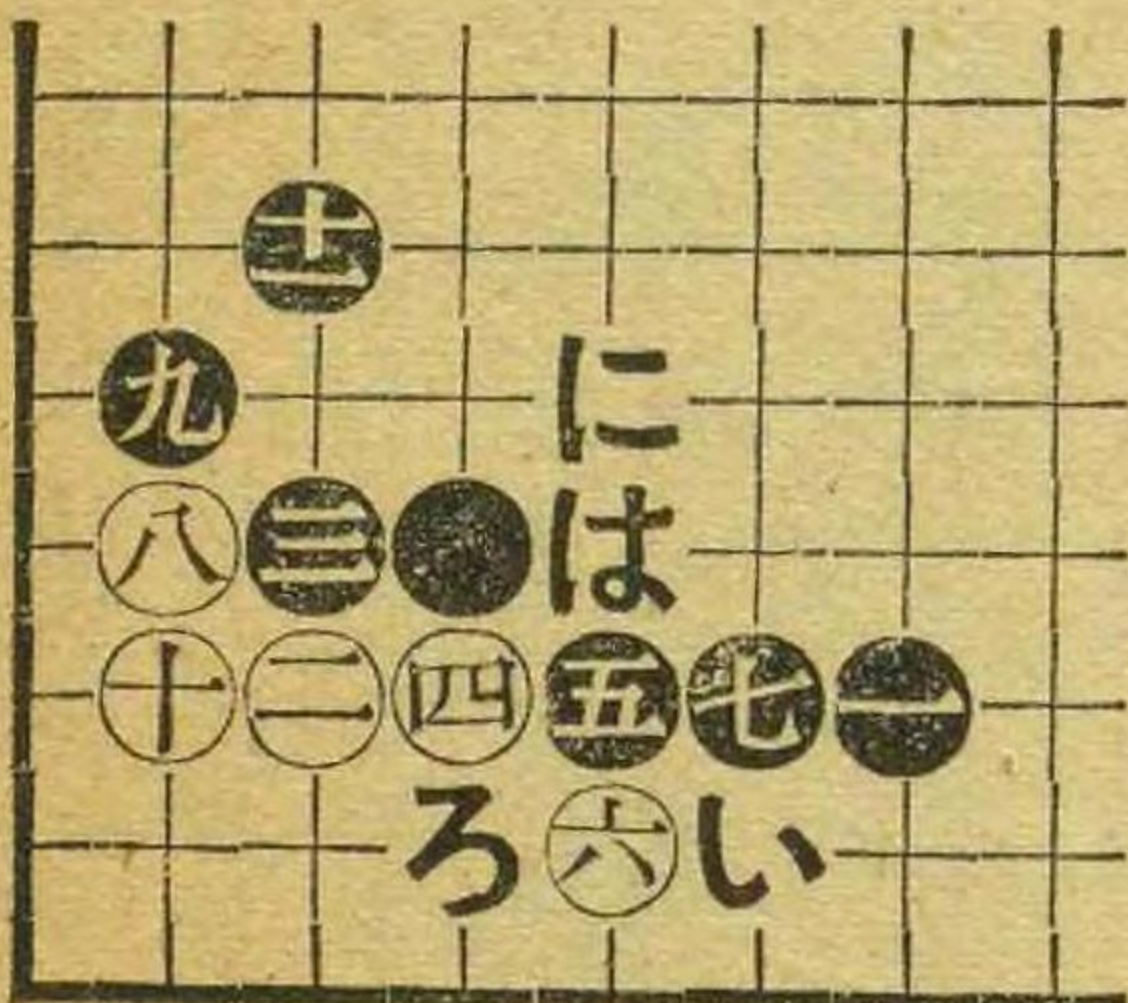 十一
九 に
八 三 は
十 二 四 五 七 一
ろ 六 い